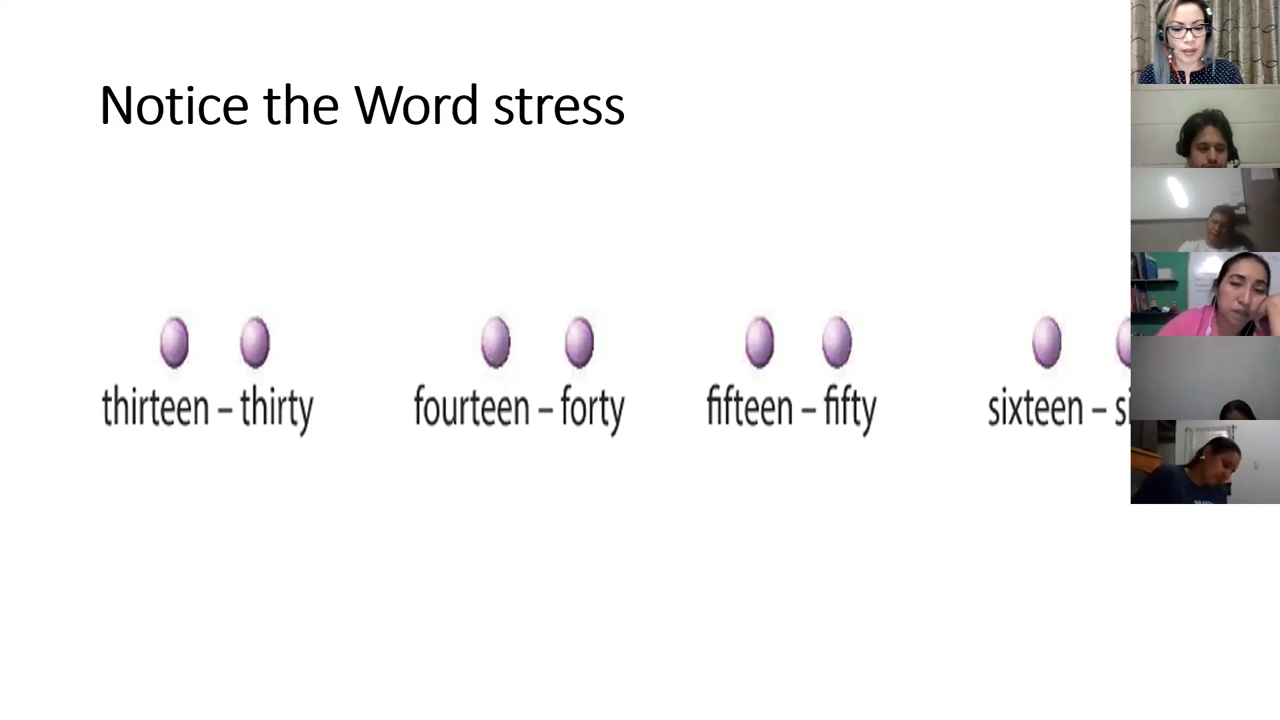 Notice the Word stress
thirteen – thirty fourteen – forty fifteen – fifty sixteen –